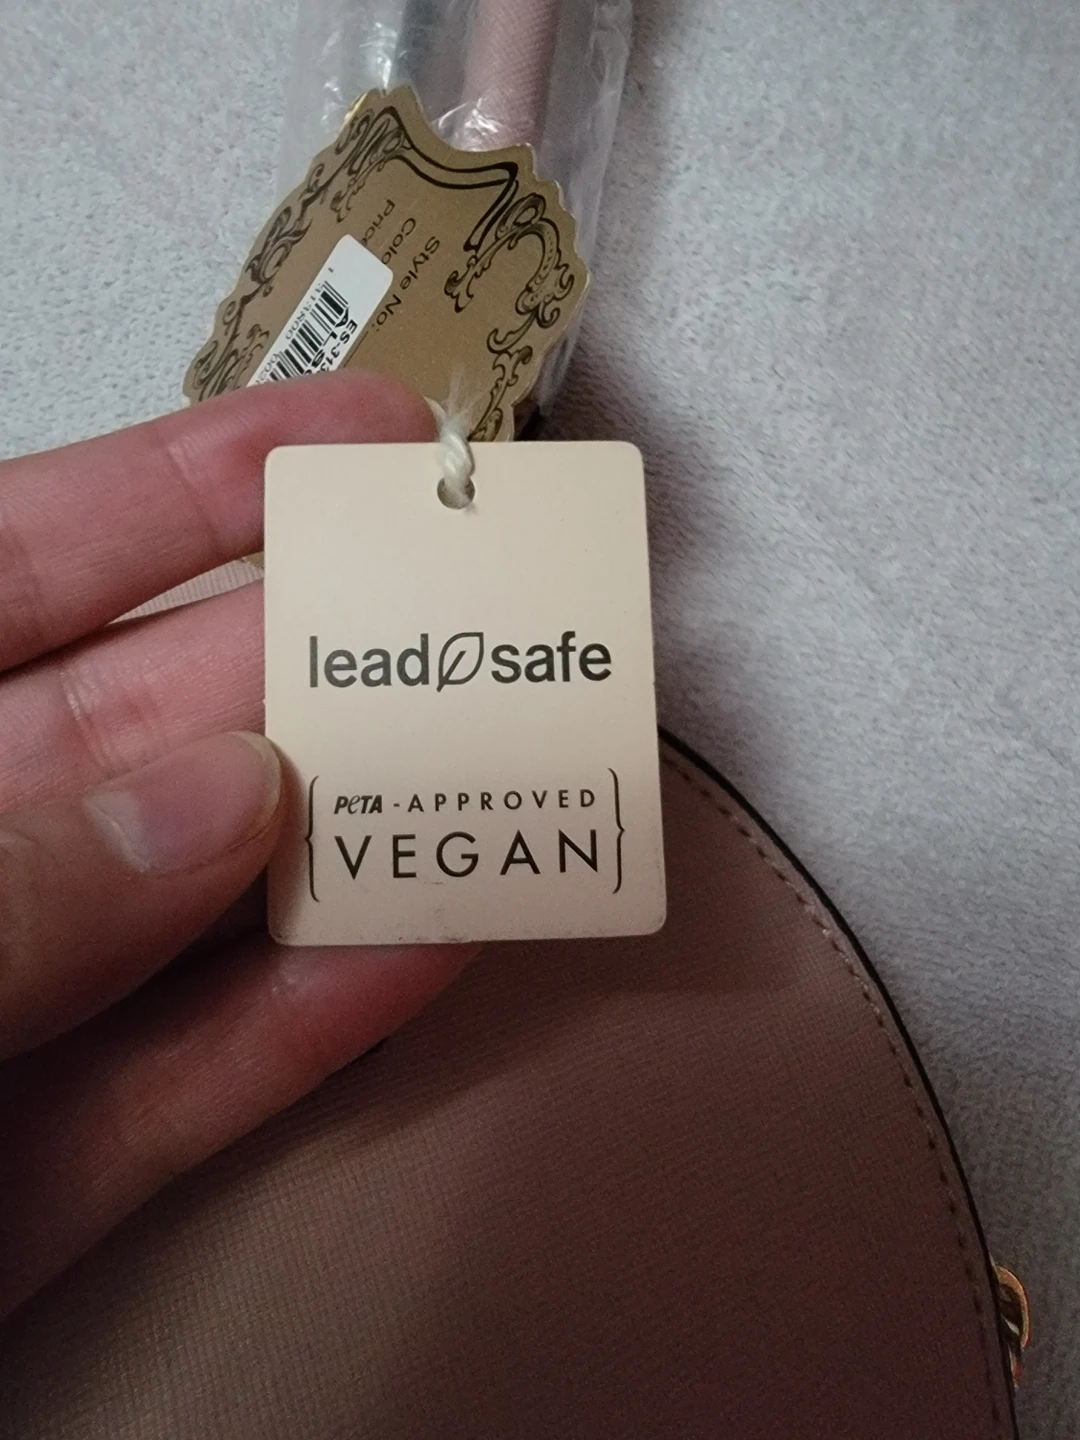 Style No:
lead safe
PETA - APPROVED
VEGAN